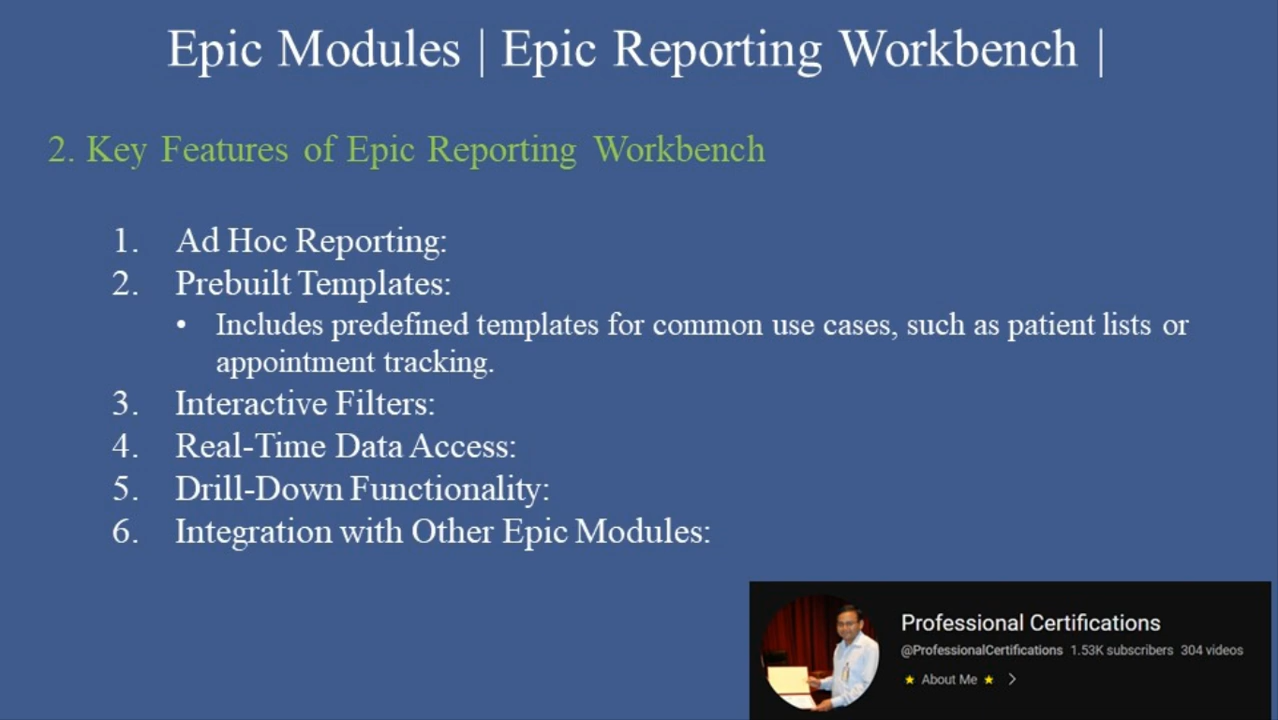 Epic Modules | Epic Reporting Workbench |
2. Key Features of Epic Reporting Workbench
1. Ad Hoc Reporting:
2. Prebuilt Templates:
• Includes predefined templates for common use cases, such as patient lists or
appointment tracking.
3. Interactive Filters:
4. Real-Time Data Access:
5. Drill-Down Functionality:
6. Integration with Other Epic Modules:
Professional Certifications
@ProfessionalCertifications 1.53K subscribers 304 videos
★ About Me ★ >